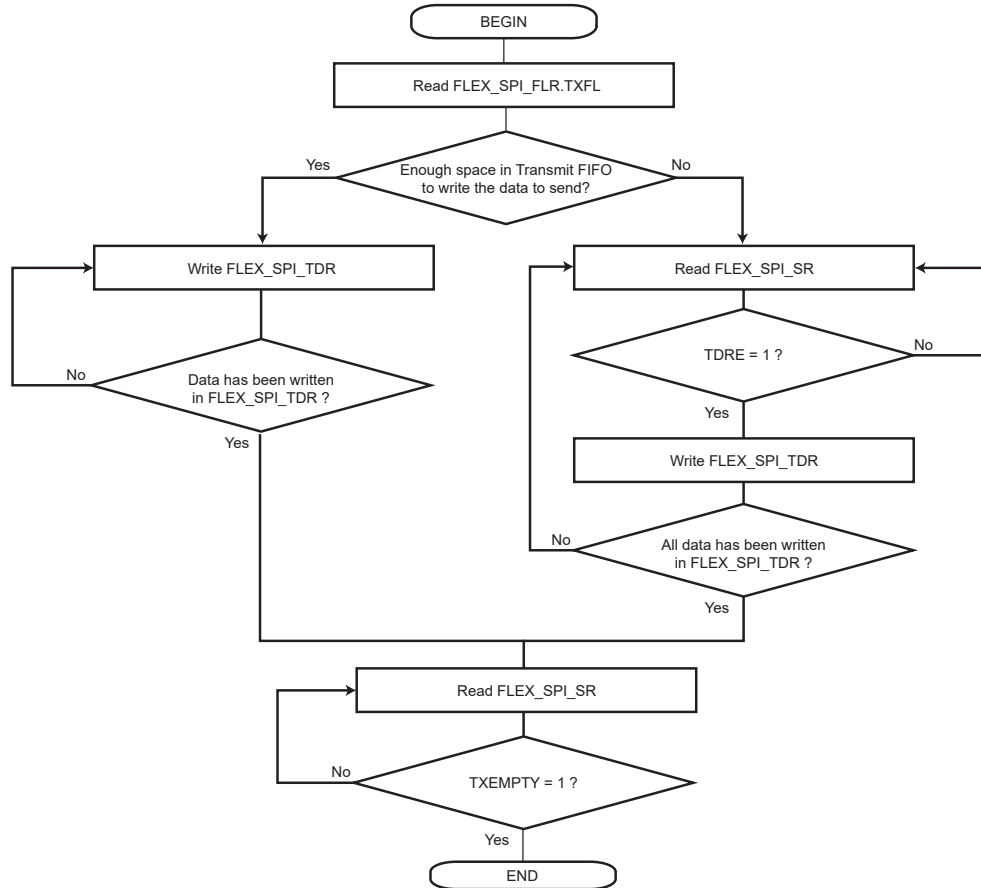 BEGIN
Read FLEX_SPI_FLR.TXFL
Yes
Enough space in Transmit FIFO
to write the data to send?
No
Write FLEX_SPI_TDR
Read FLEX_SPI_SR
No
Data has been written
in FLEX_SPI_TDR ?
Yes
TDRE = 1 ?
No
Yes
Write FLEX_SPI_TDR
No
All data has been written
in FLEX_SPI_TDR ?
Yes
Read FLEX_SPI_SR
No
TXEMPTY = 1 ?
Yes
END